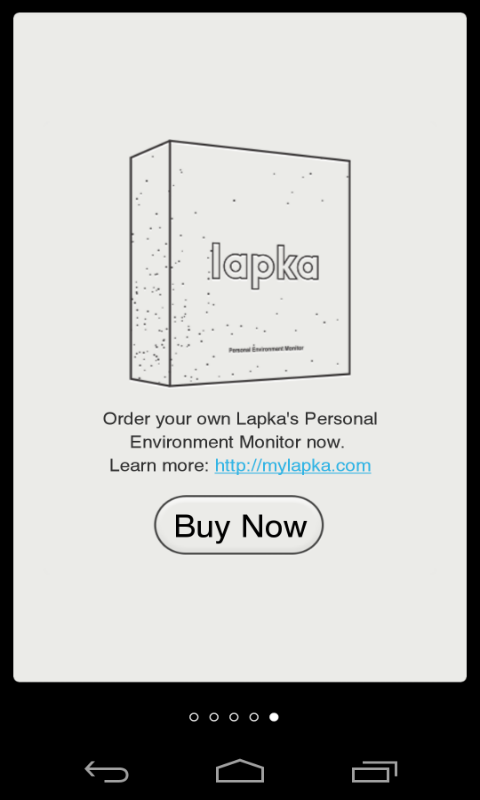 lapka
Personal Environment Monitor
Order your own Lapka's Personal
Environment Monitor now.
Learn more: http://mylapka.com
Buy Now